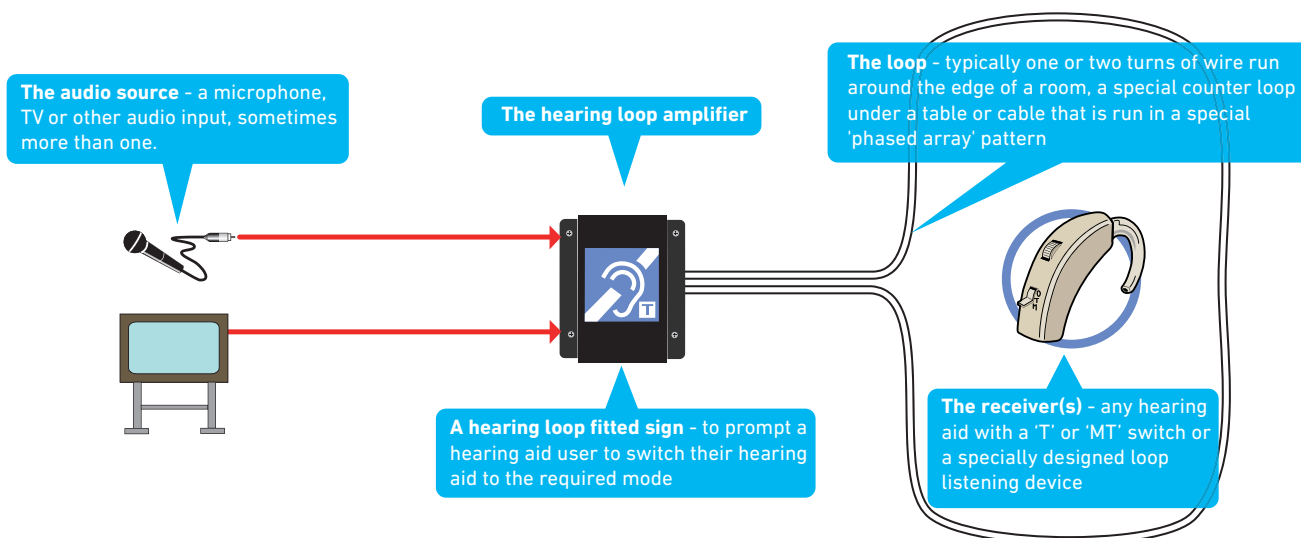 The audio source - a microphone,
TV or other audio input, sometimes
more than one.
The hearing loop amplifier
The loop - typically one or two turns of wire run
around the edge of a room, a special counter loop
under a table or cable that is run in a special
'phased array' pattern
T
O
T
M
A hearing loop fitted sign - to prompt a
hearing aid user to switch their hearing
aid to the required mode
The receiver(s) - any hearing
aid with a ‘T’ or ‘MT’ switch or
a specially designed loop
listening device